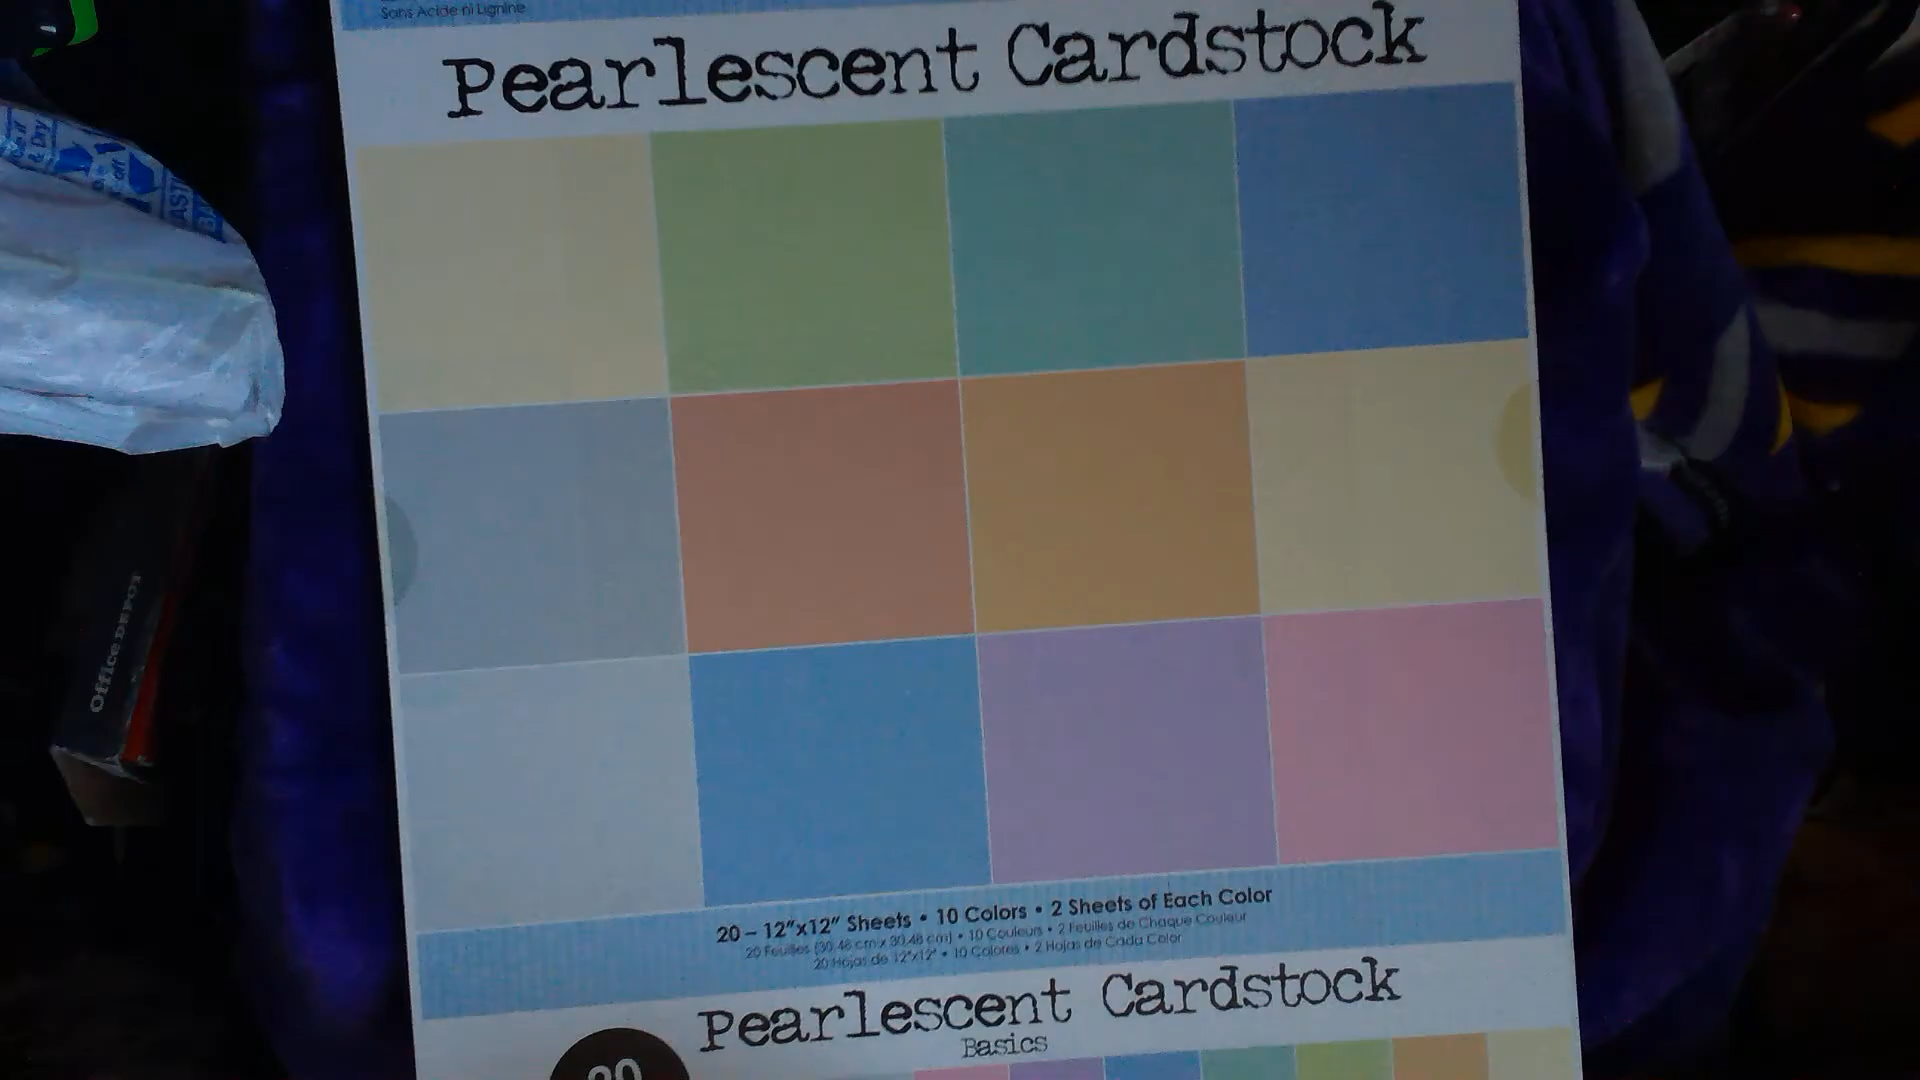 Sans Acide ni Lignine
Pearlescent Cardstock
Office DEPOT
20 – 12"x12" Sheets • 10 Colors • 2 Sheets of Each Color
20 Feuilles (30.48 cm x 30.48 cm) • 10 Couleurs • 2 Feuilles de Chaque Couleur
20 Hojas de 12"x12" • 10 Colores • 2 Hojas de Cada Color
Pearlescent Cardstock
Basics
20